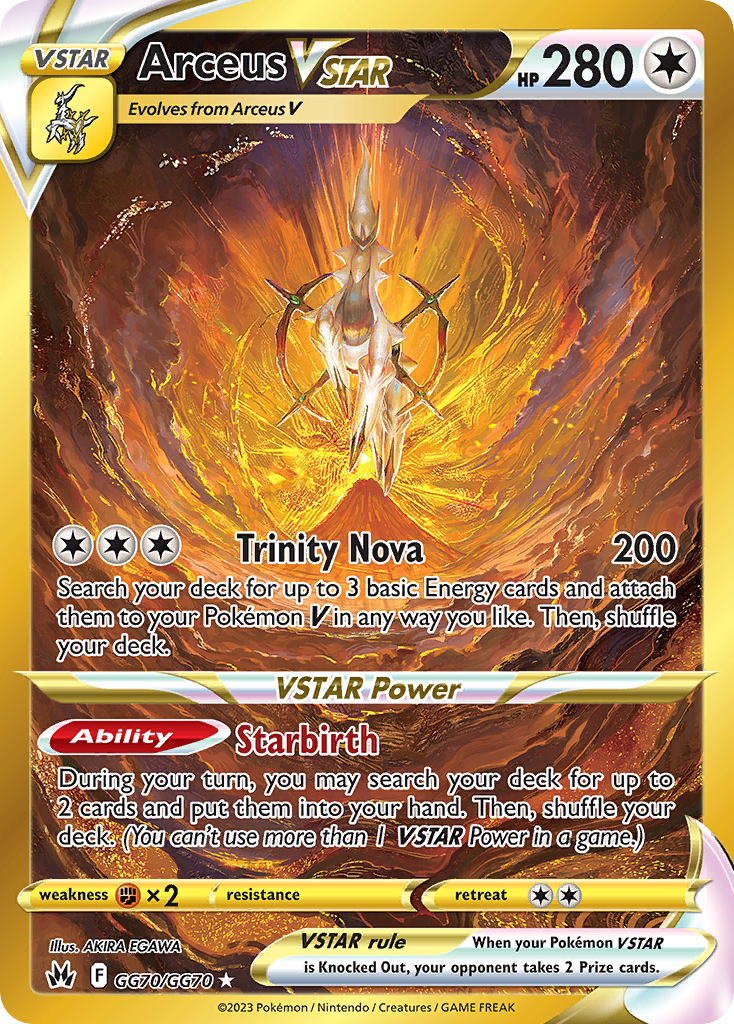 VSTAR
Arceus VSTAR
HP 280
Evolves from Arceus V
Trinity Nova 200
Search your deck for up to 3 basic Energy cards and attach
them to your Pokémon V in any way you like. Then, shuffle
your deck.
VSTAR Power
Ability Starbirth
During your turn, you may search your deck for up to
2 cards and put them into your hand. Then, shuffle your
deck. (You can't use more than 1 VSTAR Power in a game.)
weakness ×2 resistance retreat
Illus. AKIRA EGAWA
VSTAR rule When your Pokémon VSTAR
is Knocked Out, your opponent takes 2 Prize cards.
F GG70/GG70 ★
©2023 Pokémon / Nintendo / Creatures / GAME FREAK